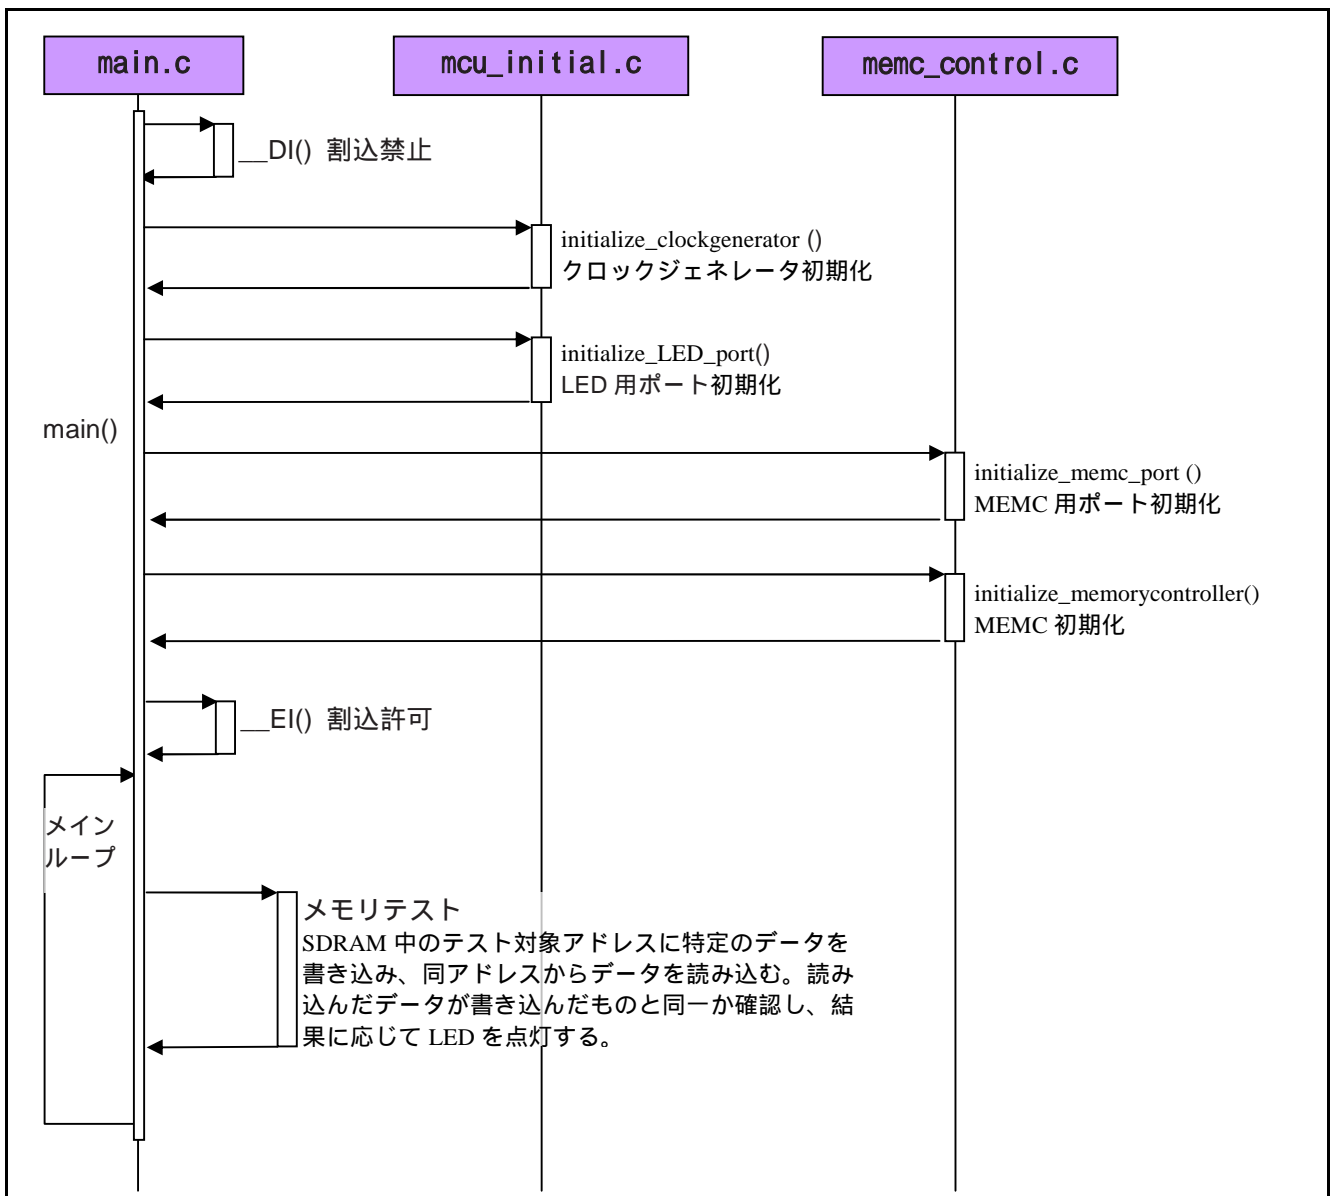 main.c
mcu_initial.c
memc_control.c
__DI() 割込禁止
initialize_clockgenerator ()
クロックジェネレータ初期化
initialize_LED_port()
LED 用ポート初期化
main()
initialize_memc_port ()
MEMC 用ポート初期化
initialize_memorycontroller()
MEMC 初期化
__EI() 割込許可
メイン
ループ
メモリテスト
SDRAM 中のテスト対象アドレスに特定のデータを
書き込み、同アドレスからデータを読み込む。読み
込んだデータが書き込んだものと同一か確認し、結
果に応じて LED を点灯する。